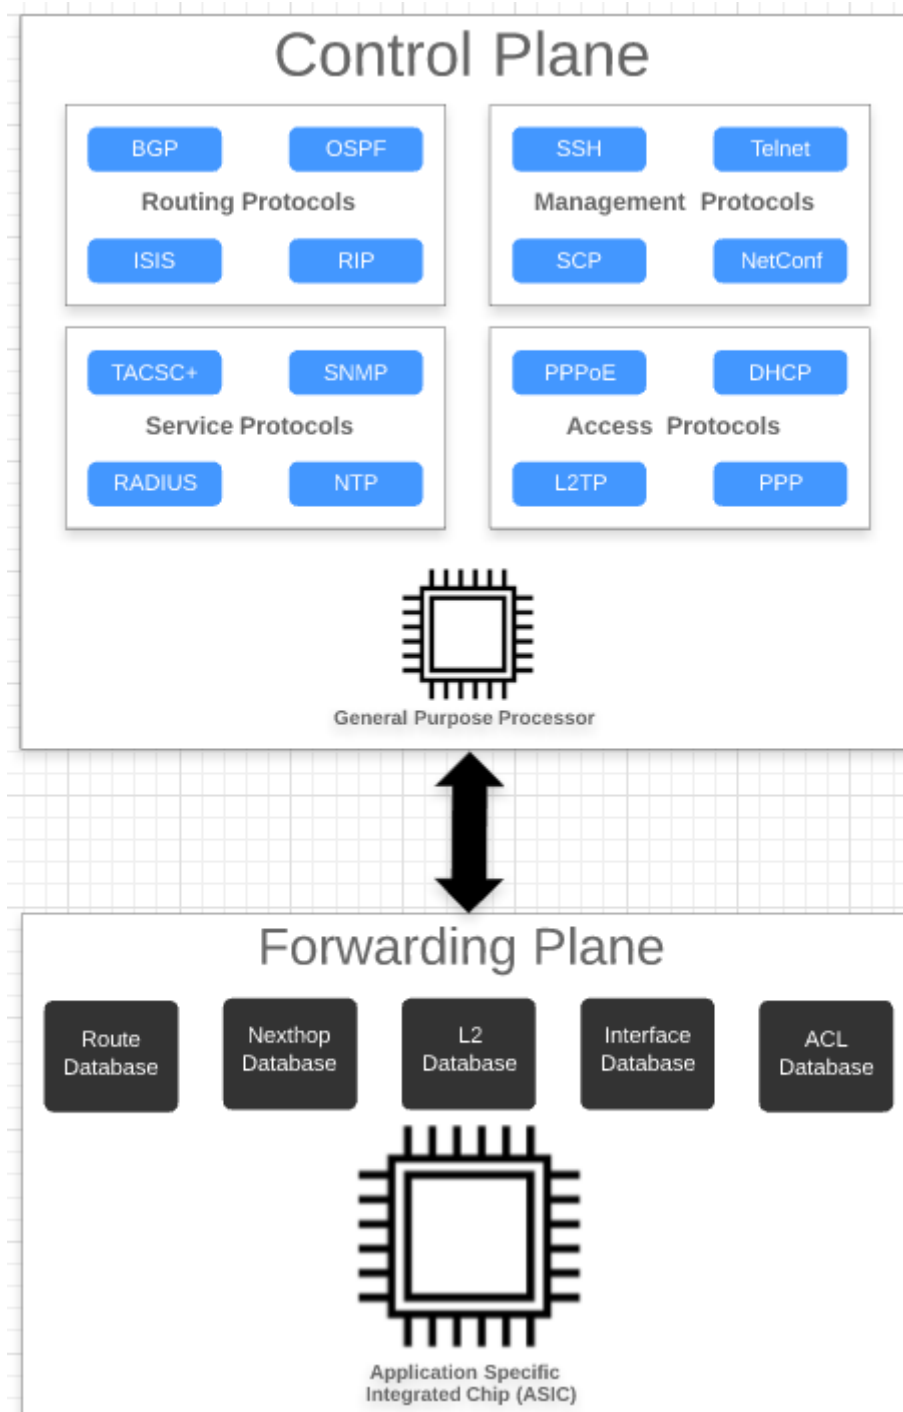 Control Plane
BGP
OSPF
Routing Protocols
ISIS
RIP
SSH
Telnet
Management Protocols
SCP
NetConf
TACSC+
SNMP
Service Protocols
RADIUS
NTP
PPPoE
DHCP
Access Protocols
L2TP
PPP
General Purpose Processor
Forwarding Plane
Route
Database
Nexthop
Database
L2
Database
Interface
Database
ACL
Database
Application Specific
Integrated Chip (ASIC)